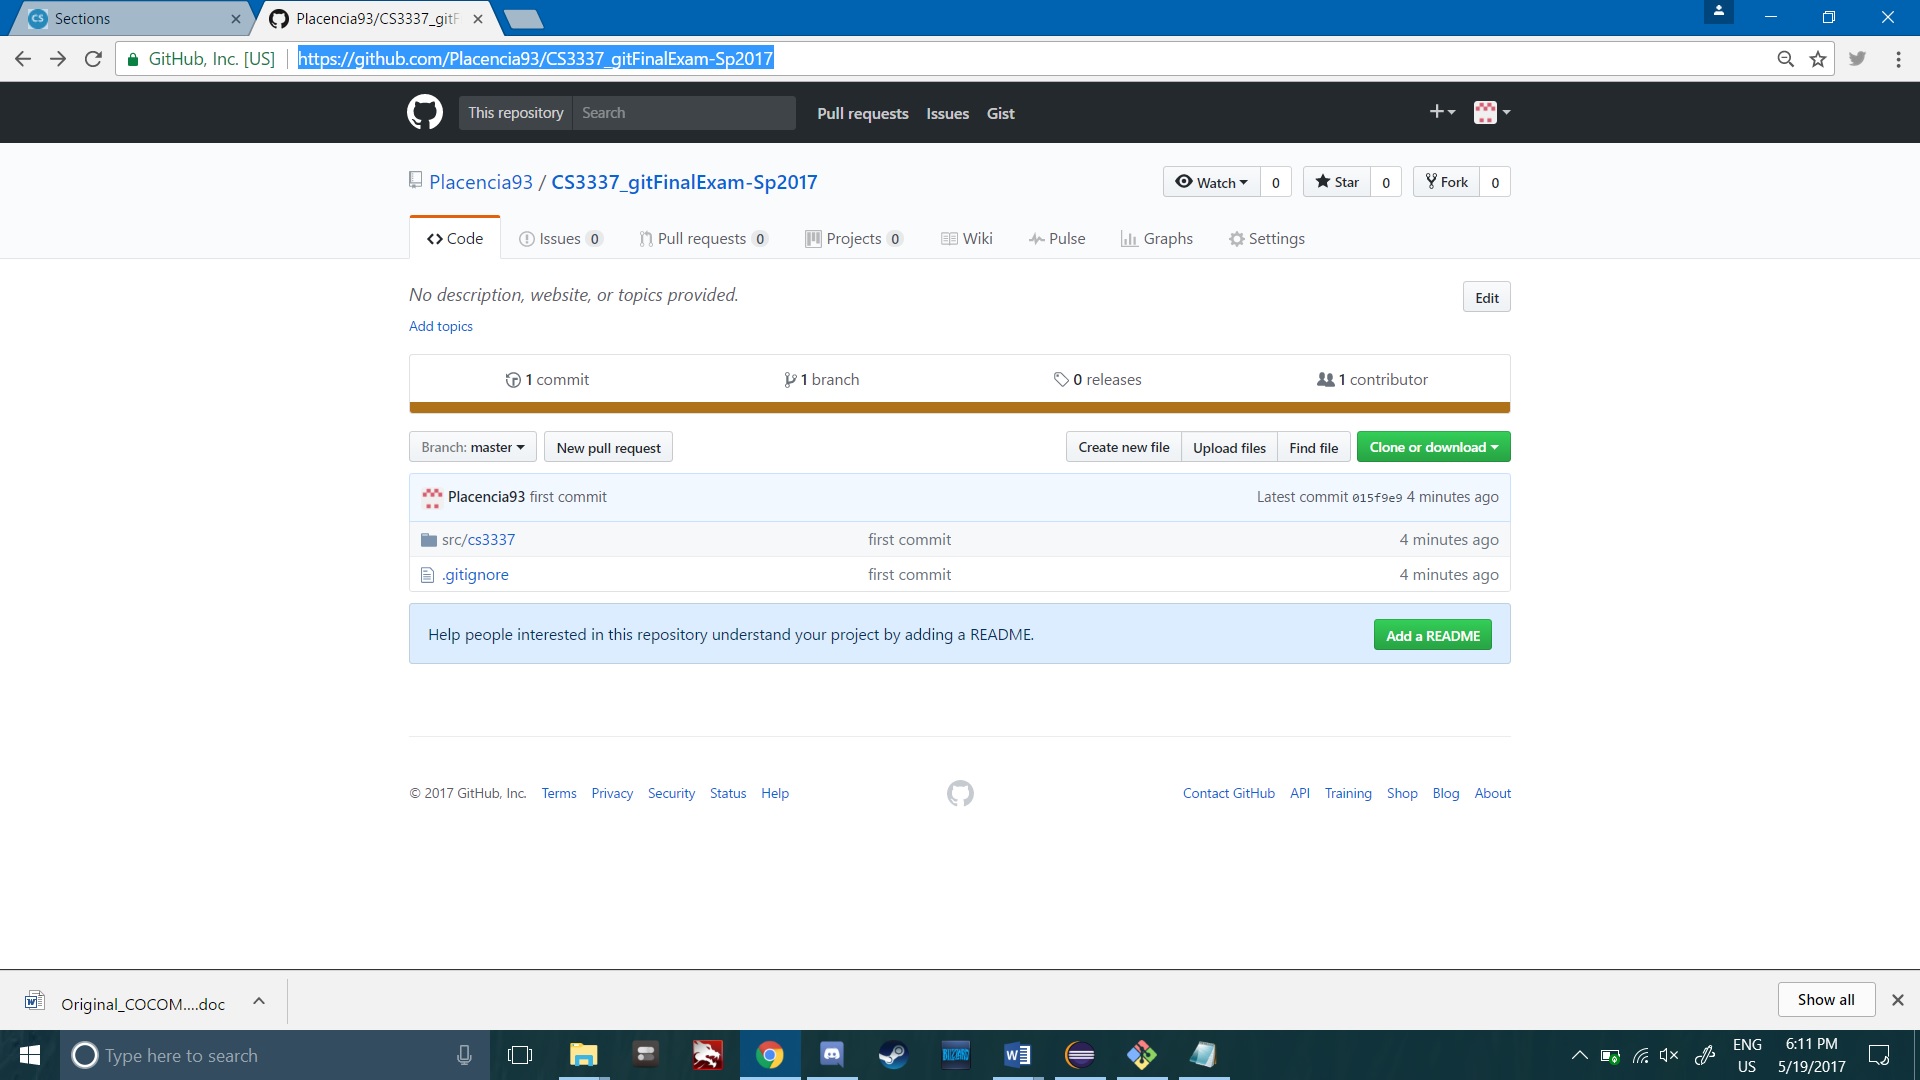 Sections
Placencia93/CS3337_gitF
GitHub, Inc. [US]
https://github.com/Placencia93/CS3337_gitFinalExam-Sp2017
This repository Search Pull requests Issues Gist
Placencia93 / CS3337_gitFinalExam-Sp2017
Watch 0 Star 0 Fork 0
Code Issues 0 Pull requests 0 Projects 0 Wiki Pulse Graphs Settings
No description, website, or topics provided.
Edit
Add topics
1 commit 1 branch 0 releases 1 contributor
Branch: master New pull request Create new file Upload files Find file Clone or download
Placencia93 first commit Latest commit 015f9e9 4 minutes ago
src/cs3337 first commit 4 minutes ago
.gitignore first commit 4 minutes ago
Help people interested in this repository understand your project by adding a README. Add a README
© 2017 GitHub, Inc. Terms Privacy Security Status Help Contact GitHub API Training Shop Blog About
Original_COCOM....doc Show all
Type here to search
BLIZZARD
ENG
US
6:11 PM
5/19/2017